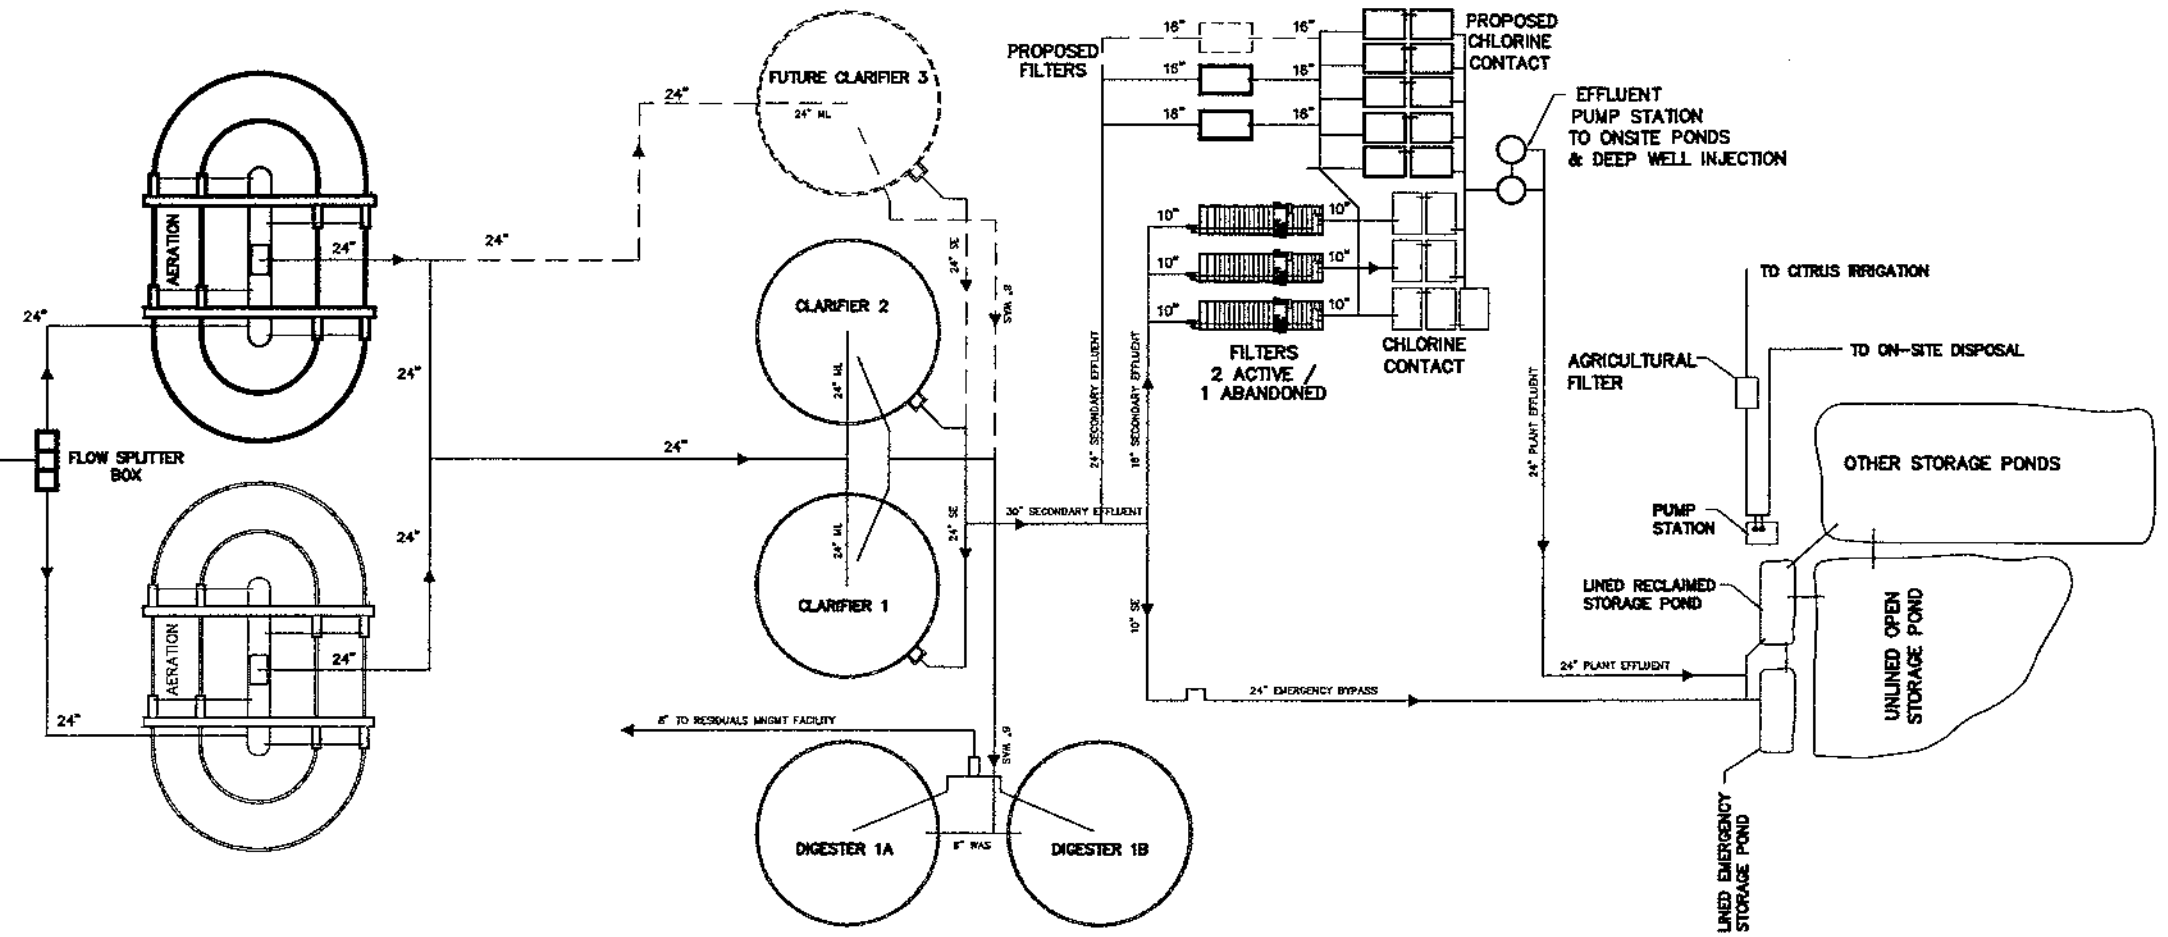 24"
AERATION
24"
24"
24"
FLOW SPLITTER
BOX
24"
AERATION
24"
24"
24"
24"
24"
FUTURE CLARIFIER 3
24" ML
CLARIFIER 2
24" ML
24" ML
CLARIFIER 1
24" SE
8" WAS
24" SE
30" SECONDARY EFFLUENT
8" TO RESIDUALS MNGMT FACILITY
8" WAS
DIGESTER 1A
8" WAS
DIGESTER 1B
PROPOSED
FILTERS
16"
16"
16"
16"
16"
16"
PROPOSED
CHLORINE
CONTACT
10"
10"
10"
10"
10"
10"
FILTERS
2 ACTIVE /
1 ABANDONED
CHLORINE
CONTACT
24" SECONDARY EFFLUENT
18" SECONDARY EFFLUENT
10" SE
24" EMERGENCY BYPASS
EFFLUENT
PUMP STATION
TO ONSITE PONDS
& DEEP WELL INJECTION
24" PLANT EFFLUENT
24" PLANT EFFLUENT
TO CITRUS IRRIGATION
TO ON-SITE DISPOSAL
AGRICULTURAL
FILTER
OTHER STORAGE PONDS
PUMP
STATION
LINED RECLAIMED
STORAGE POND
UNLINED OPEN
STORAGE POND
LINED EMERGENCY
STORAGE POND